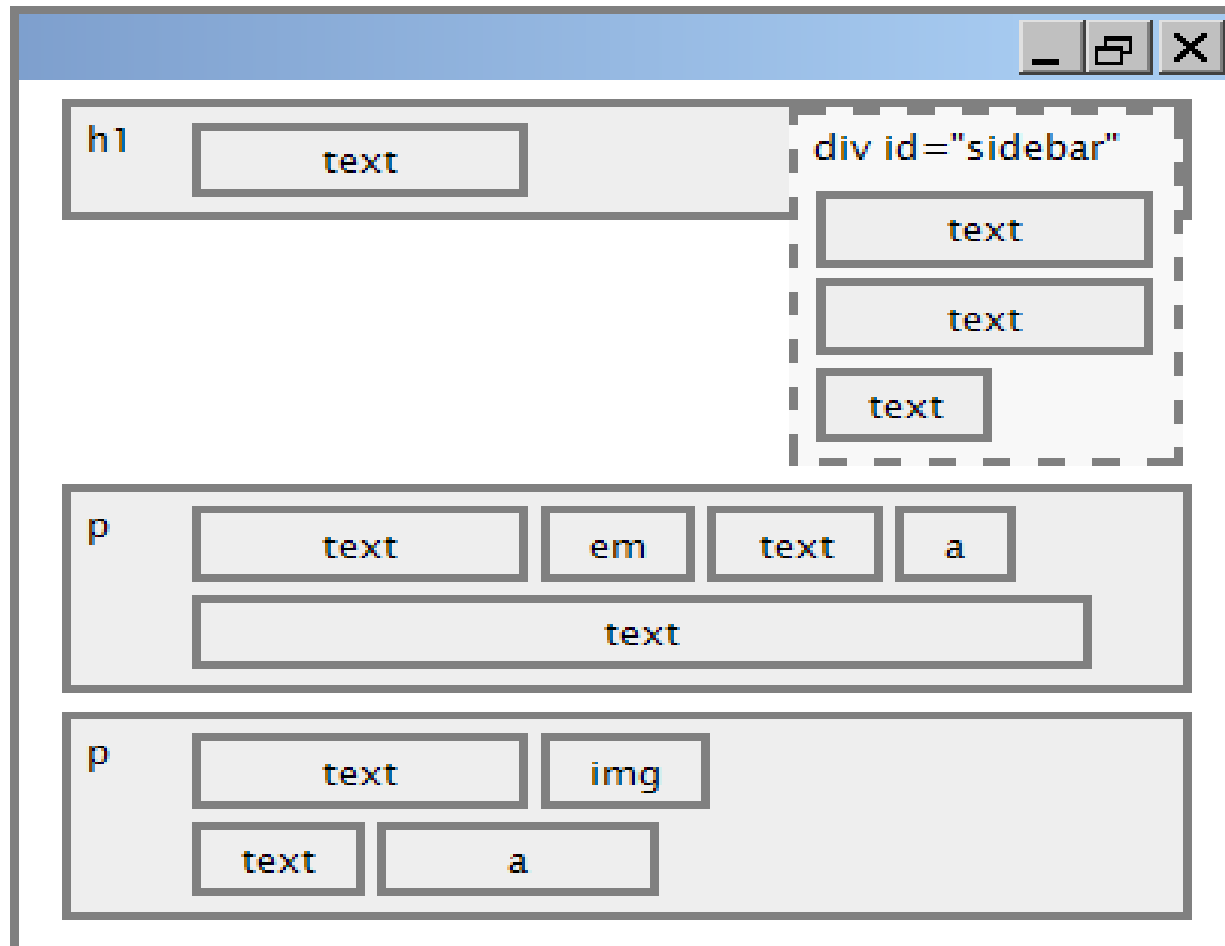 h1 text
div id="sidebar"
text
text
text
p text em text a
text
p text img
text a